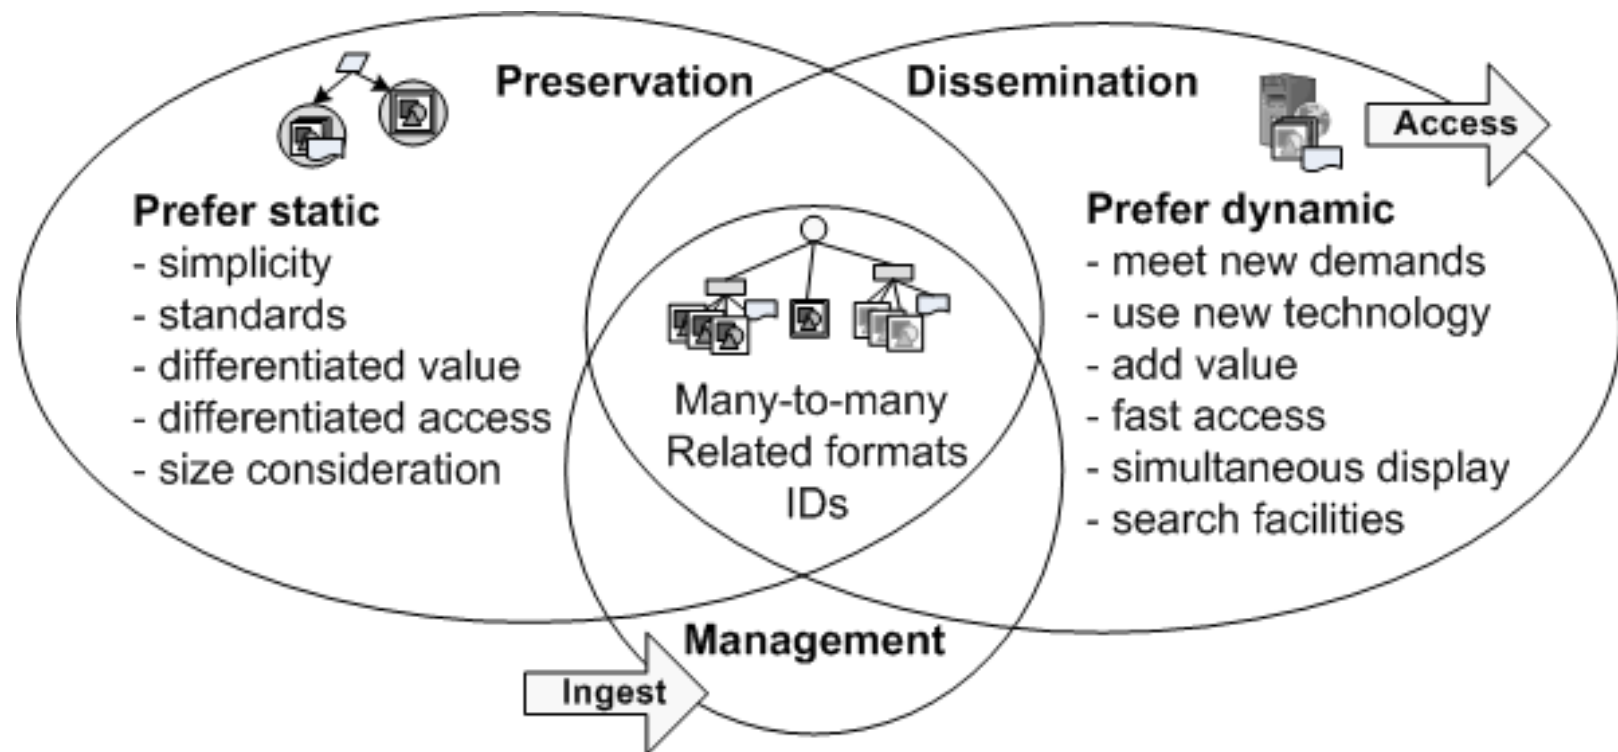 Preservation
Dissemination
Access
Prefer static
- simplicity
- standards
- differentiated value
- differentiated access
- size consideration
Prefer dynamic
- meet new demands
- use new technology
- add value
- fast access
- simultaneous display
- search facilities
Many-to-many
Related formats
IDs
Management
Ingest